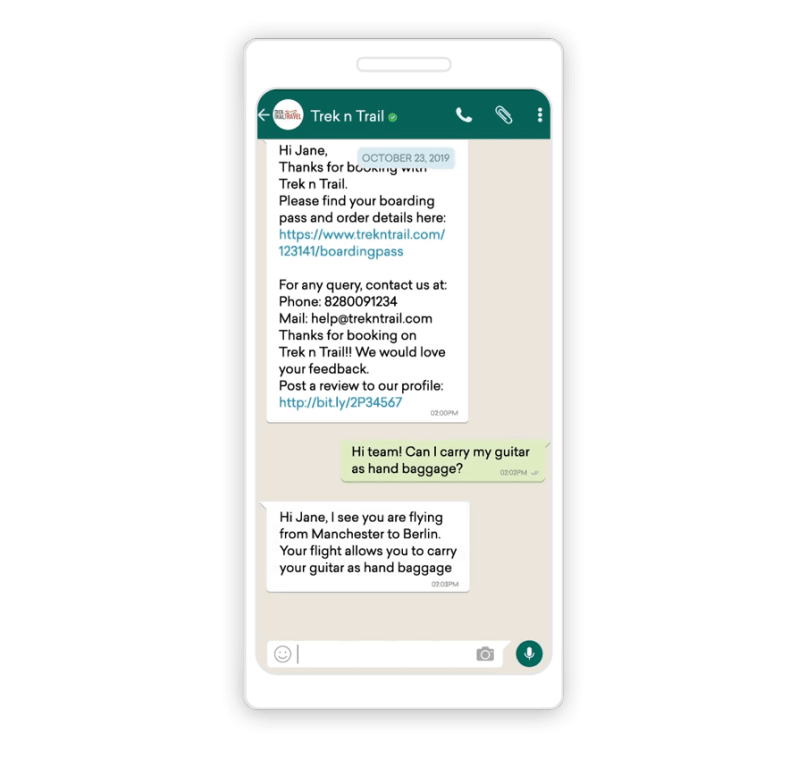 Trek n Trail
Hi Jane,
OCTOBER 23, 2019
Thanks for booking with
Trek n Trail.
Please find your boarding
pass and order details here:
https://www.trekntrail.com/
123141/boardingpass
For any query, contact us at:
Phone: 8280091234
Mail: help@trekntrail.com
Thanks for booking on
Trek n Trail!! We would love
your feedback.
Post a review to our profile:
http://bit.ly/2P34567
02:00PM
Hi team! Can I carry my guitar
as hand baggage?
02:02PM
Hi Jane, I see you are flying
from Manchester to Berlin.
Your flight allows you to carry
your guitar as hand baggage
02:03PM